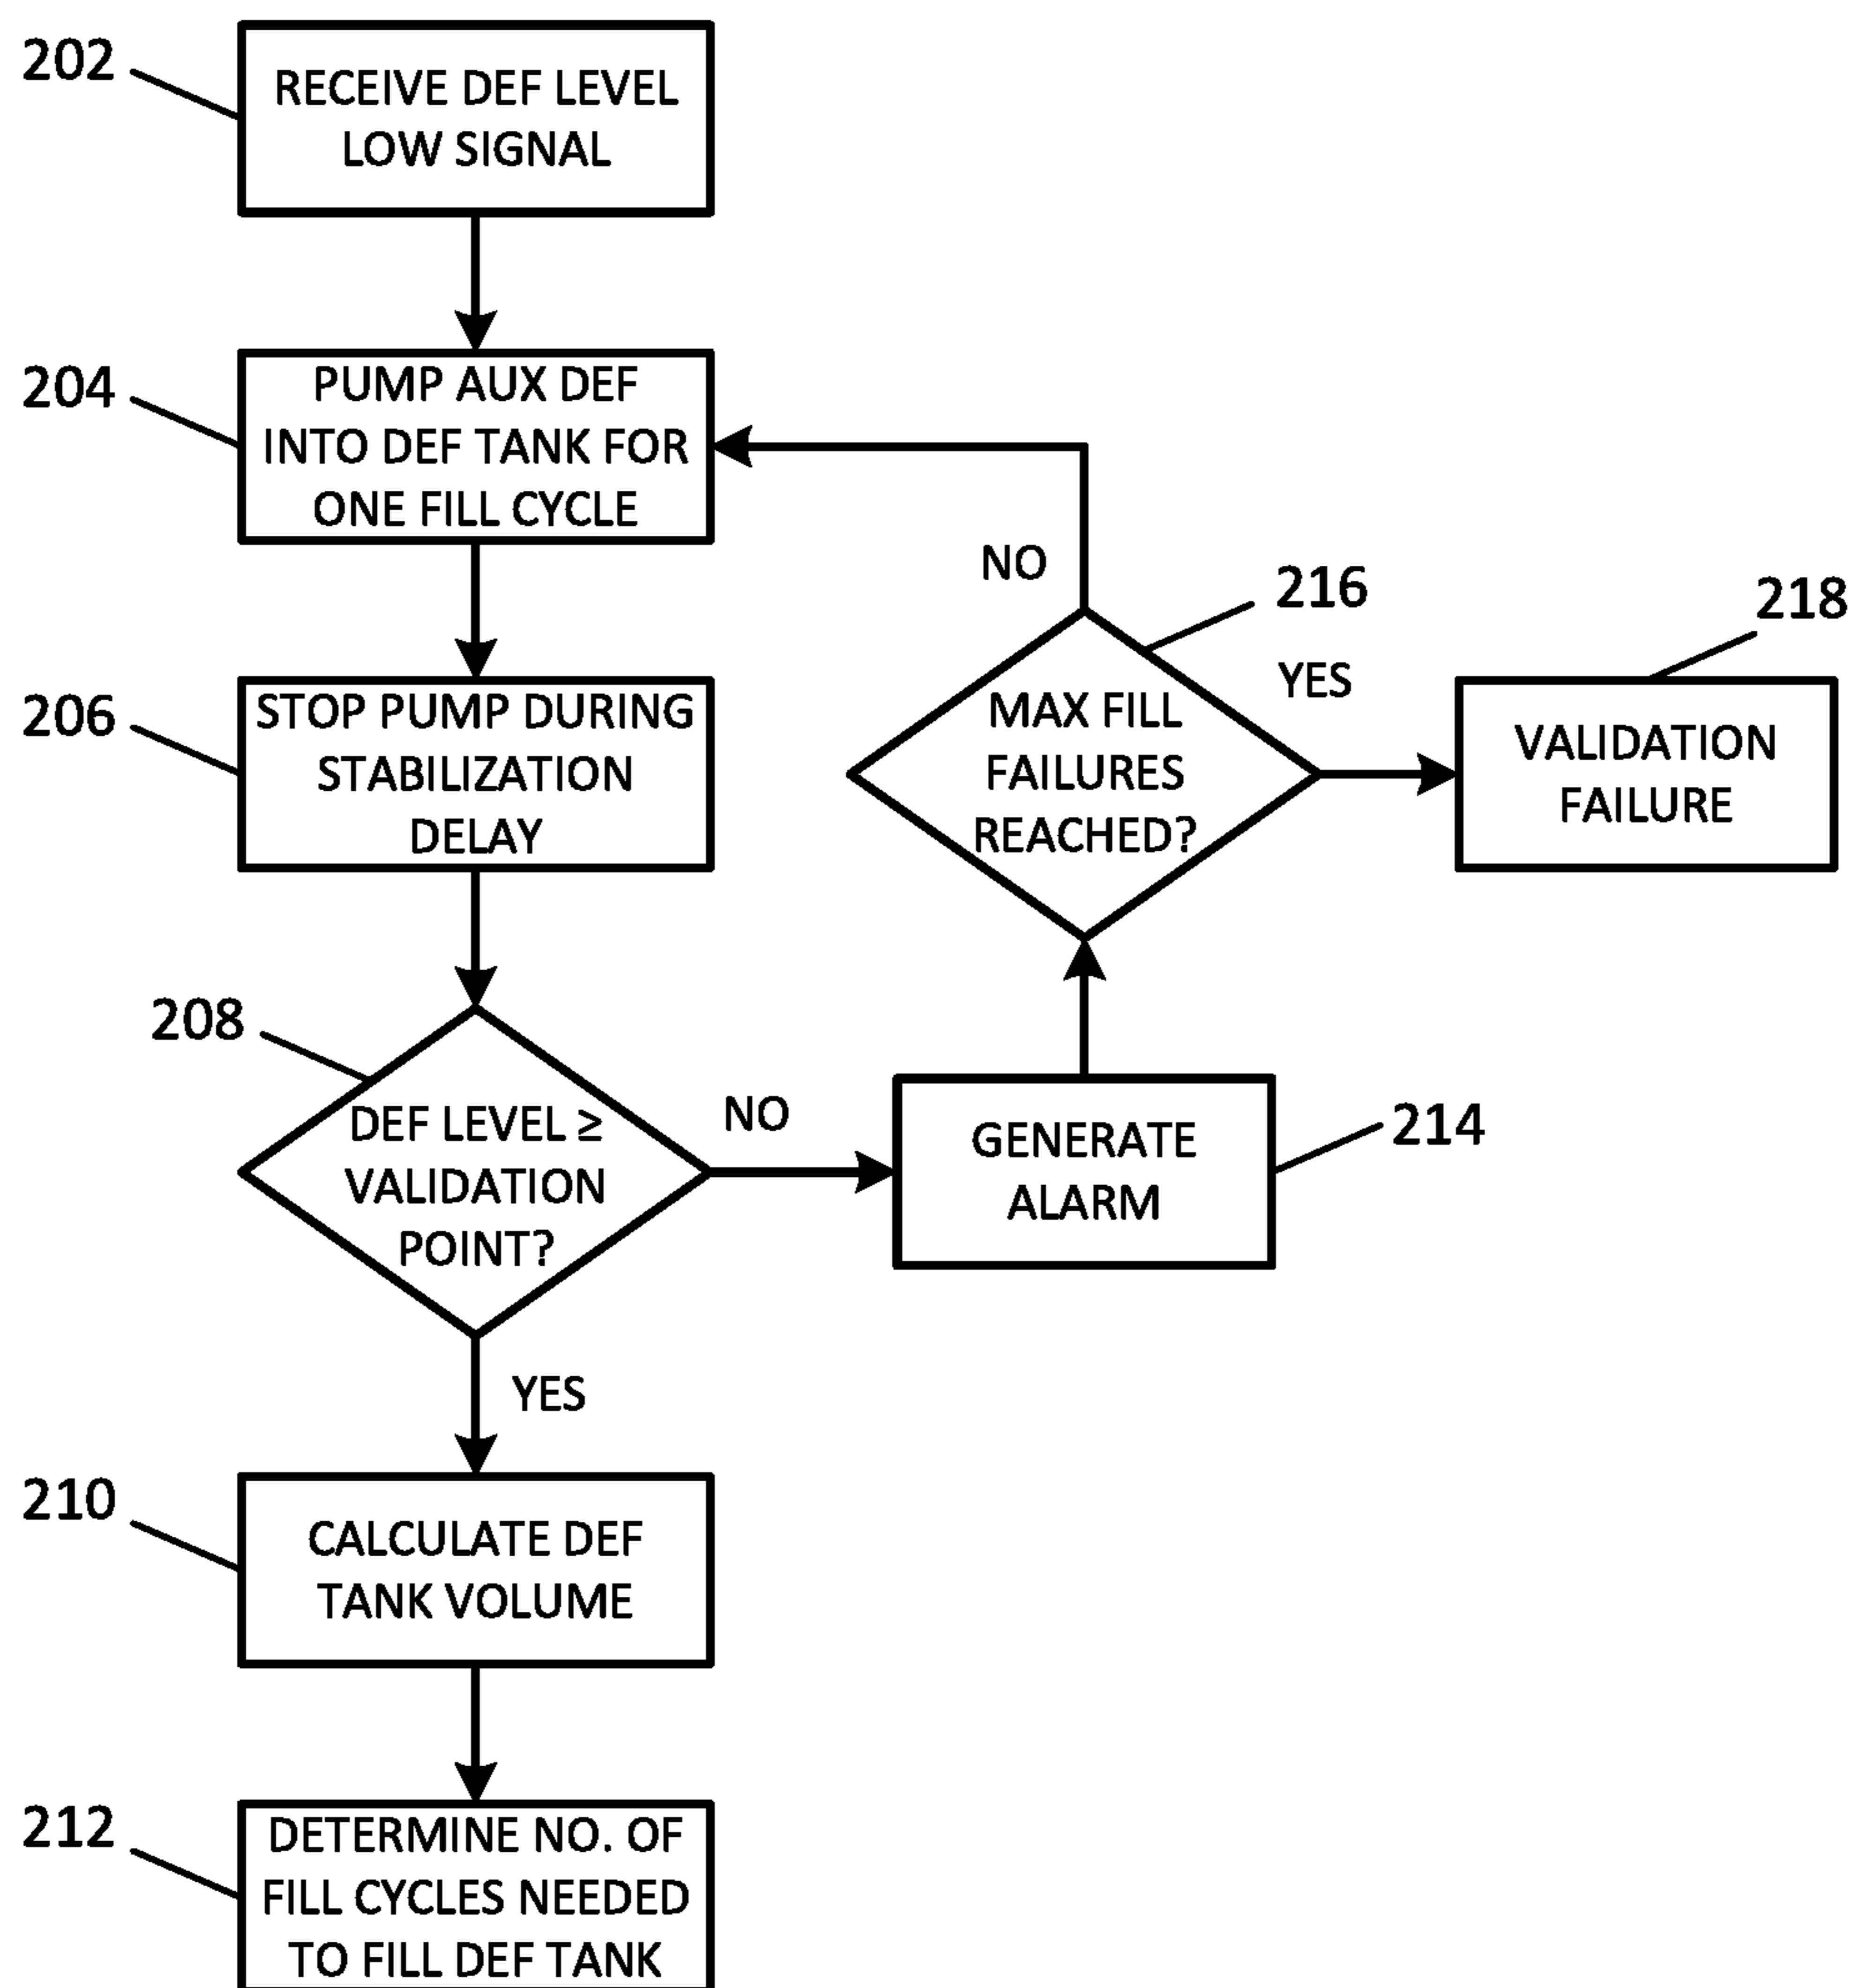 202
RECEIVE DEF LEVEL
LOW SIGNAL
204
PUMP AUX DEF
INTO DEF TANK FOR
ONE FILL CYCLE
206
STOP PUMP DURING
STABILIZATION
DELAY
208
DEF LEVEL ≥
VALIDATION
POINT?
NO
YES
214
GENERATE
ALARM
216
MAX FILL
FAILURES
REACHED?
NO
YES
218
VALIDATION
FAILURE
210
CALCULATE DEF
TANK VOLUME
212
DETERMINE NO. OF
FILL CYCLES NEEDED
TO FILL DEF TANK